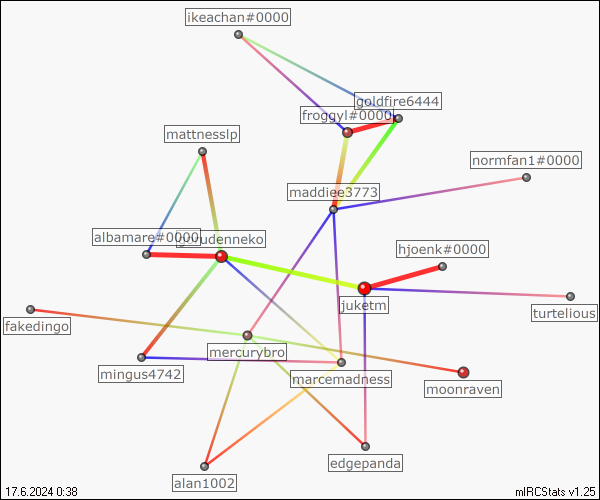 ikeachan#0000
goldfire6444
froggyl#0000
mattnesslp
normfan1#0000
maddiee3773
albamare#0000
hjoenk#0000
juketm
turtelious
fakedingo
mercurybro
mingus4742
marcemadness
moonraven
edgepanda
alan1002
17.6.2024 0:38
mIRCStats v1.25